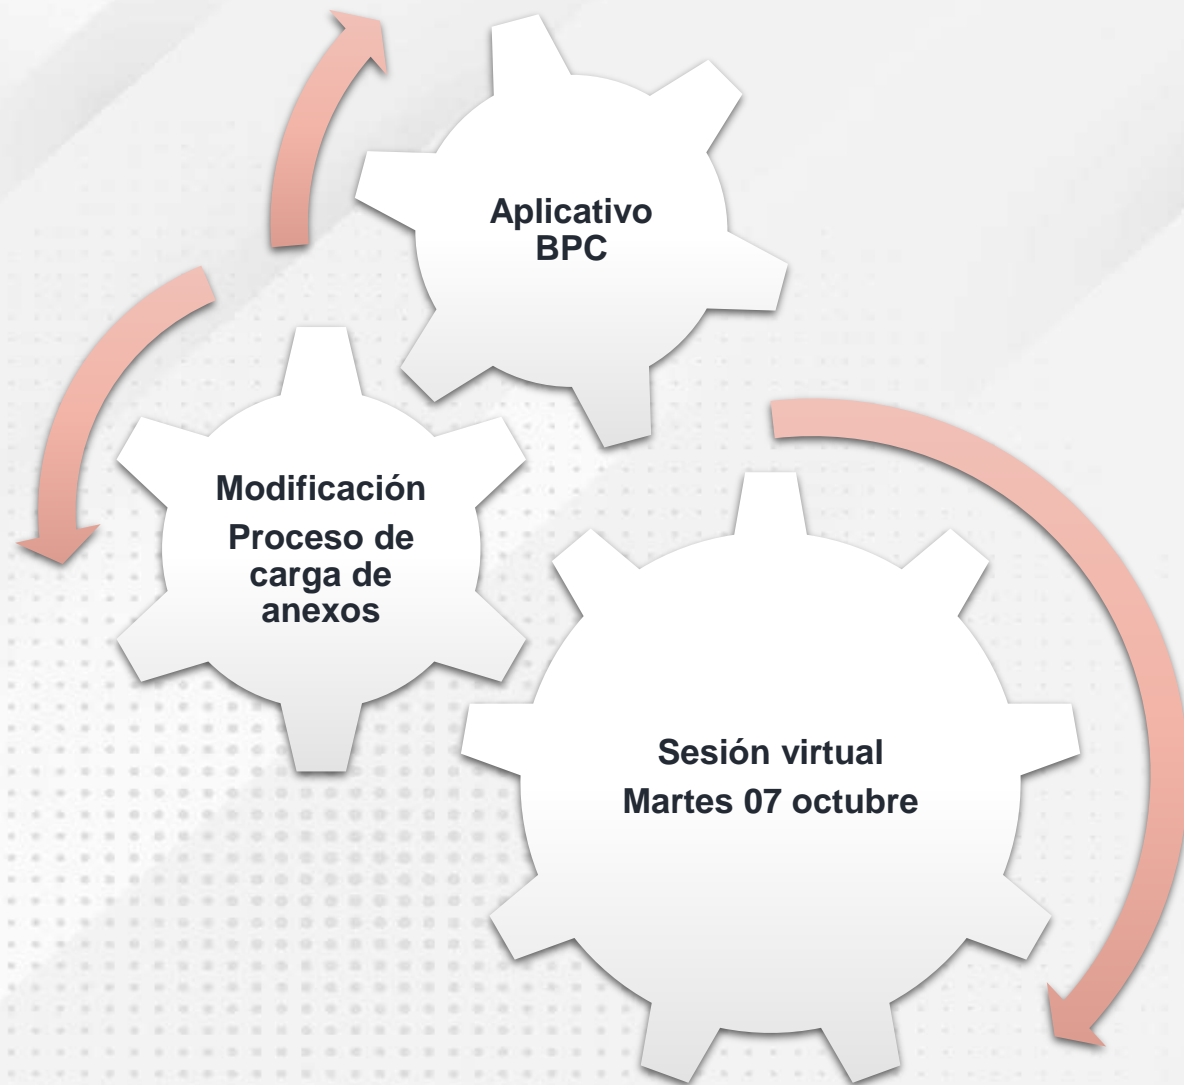 Aplicativo
BPC
Modificación
Proceso de
carga de
anexos
Sesión virtual
Martes 07 octubre